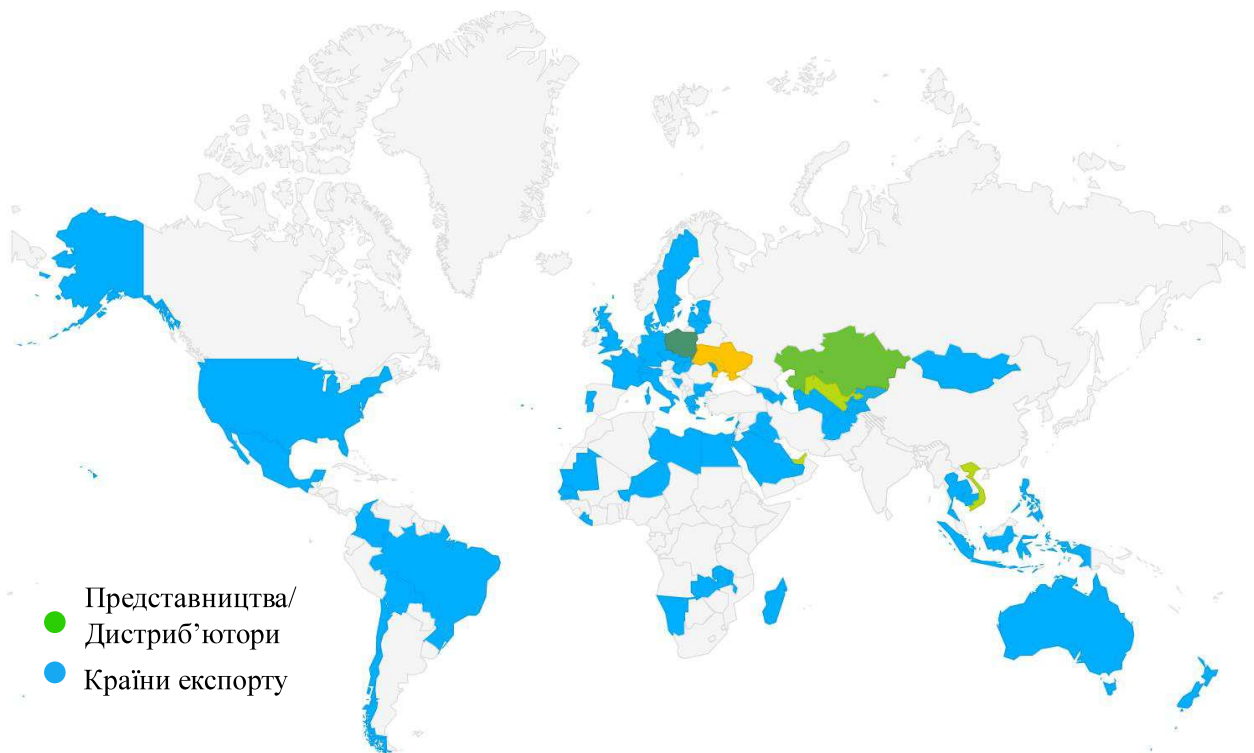 Представництва/
Дистриб’ютори
Країни експорту